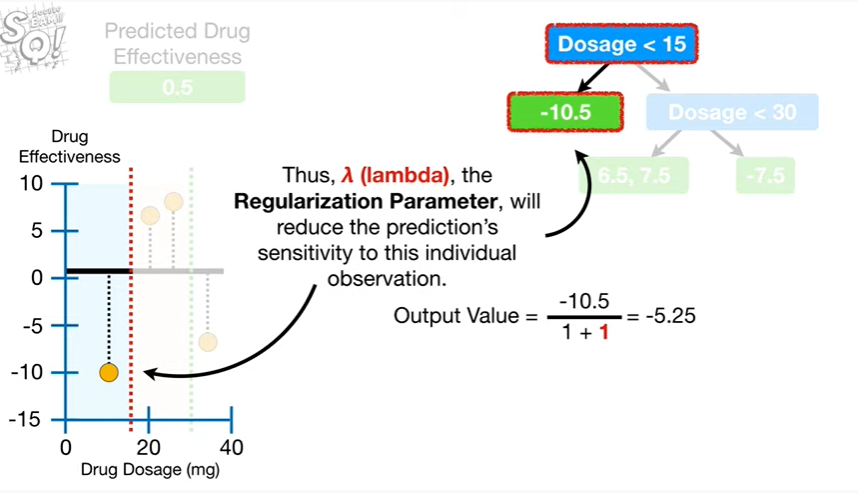 SQ!
Predicted Drug
Effectiveness
0.5
Dosage < 15
-10.5
Dosage < 30
6.5, 7.5
-7.5
Drug
Effectiveness
10
5
0
-5
-10
-15
0
20
40
Drug Dosage (mg)
Thus, λ (lambda), the
Regularization Parameter, will
reduce the prediction's
sensitivity to this individual
observation.
Output Value = -10.5 / 1 + 1 = -5.25